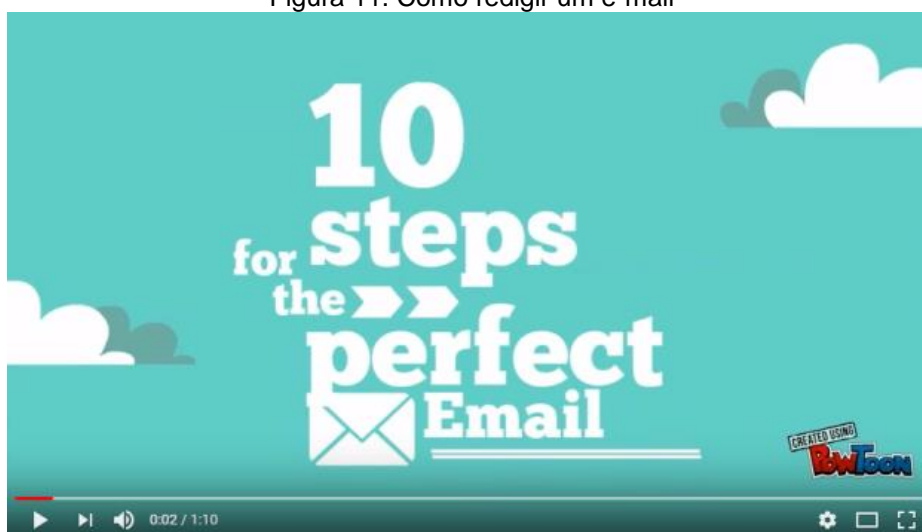 Figura 11: Como redigir um e-mail
10
for steps
the
perfect
Email
CREATED USING
POWTOON
0:02 / 1:10